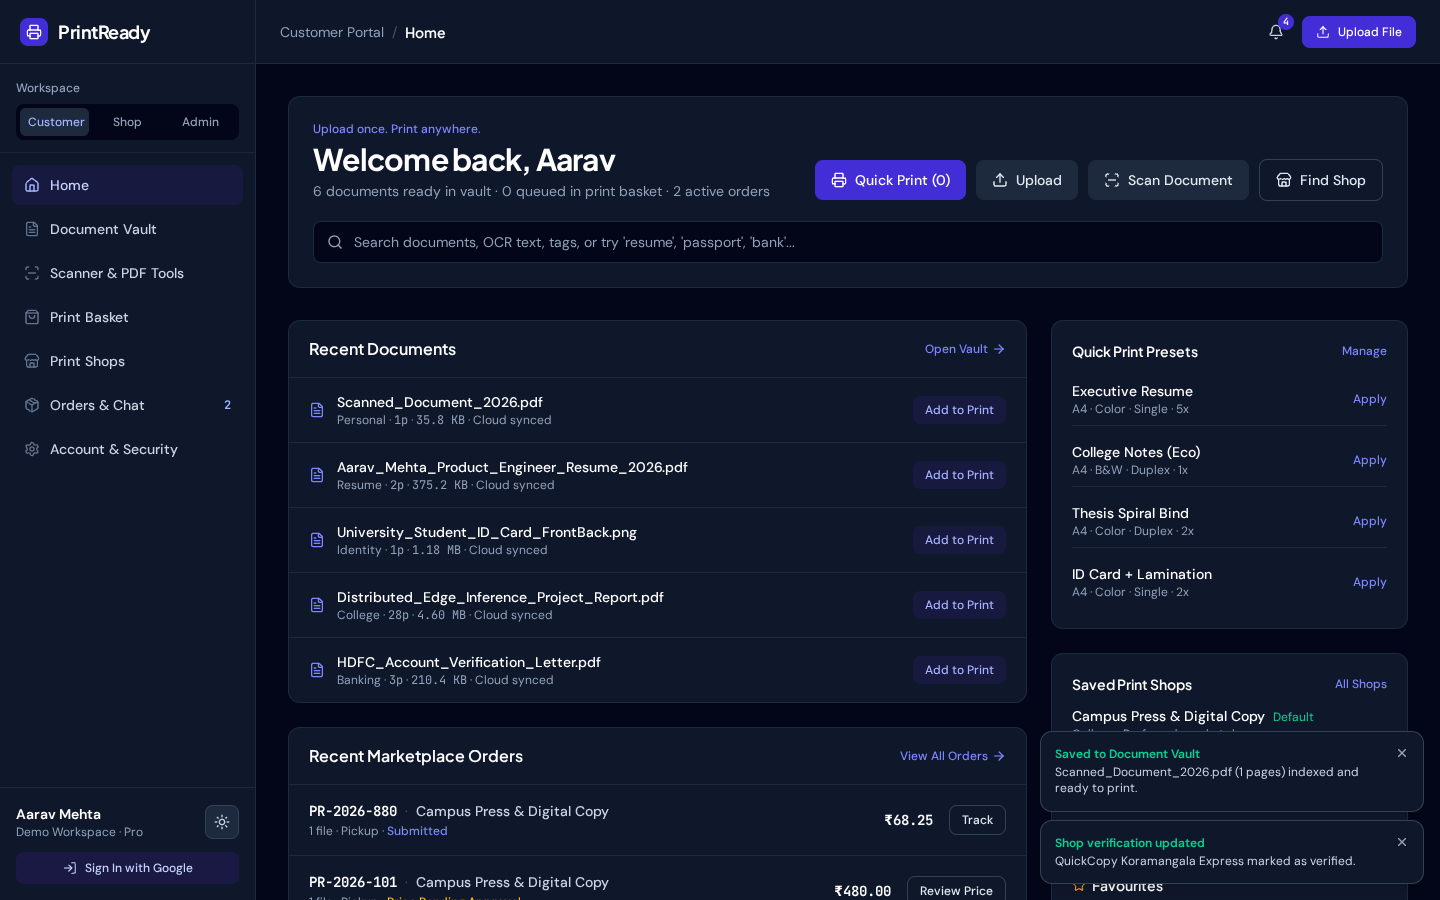 PrintReady
Customer Portal / Home
4
Upload File
Workspace
Customer
Shop
Admin
Home
Document Vault
Scanner & PDF Tools
Print Basket
Print Shops
Orders & Chat
2
Account & Security
Aarav Mehta
Demo Workspace · Pro
Sign In with Google
Upload once. Print anywhere.
Welcome back, Aarav
6 documents ready in vault · 0 queued in print basket · 2 active orders
Quick Print (0)
Upload
Scan Document
Find Shop
Search documents, OCR text, tags, or try 'resume', 'passport', 'bank'...
Recent Documents
Open Vault
Scanned_Document_2026.pdf
Personal · 1p · 35.8 KB · Cloud synced
Add to Print
Aarav_Mehta_Product_Engineer_Resume_2026.pdf
Resume · 2p · 375.2 KB · Cloud synced
Add to Print
University_Student_ID_Card_FrontBack.png
Identity · 1p · 1.18 MB · Cloud synced
Add to Print
Distributed_Edge_Inference_Project_Report.pdf
College · 28p · 4.60 MB · Cloud synced
Add to Print
HDFC_Account_Verification_Letter.pdf
Banking · 3p · 210.4 KB · Cloud synced
Add to Print
Recent Marketplace Orders
View All Orders
PR-2026-880 · Campus Press & Digital Copy
1 file · Pickup · Submitted
₹68.25
Track
PR-2026-101 · Campus Press & Digital Copy
₹480.00
Review Price
Quick Print Presets
Manage
Executive Resume
A4 · Color · Single · 5x
Apply
College Notes (Eco)
A4 · B&W · Duplex · 1x
Apply
Thesis Spiral Bind
A4 · Color · Duplex · 2x
Apply
ID Card + Lamination
A4 · Color · Single · 2x
Apply
Saved Print Shops
All Shops
Campus Press & Digital Copy Default
Saved to Document Vault
Scanned_Document_2026.pdf (1 pages) indexed and
ready to print.
Shop verification updated
QuickCopy Koramangala Express marked as verified.
Favourites